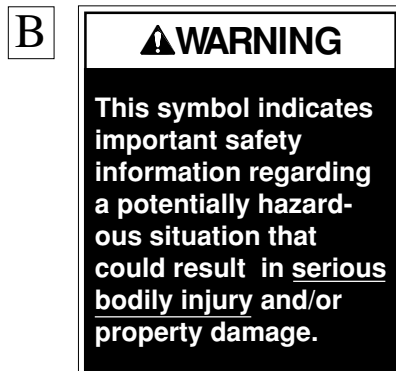 B
WARNING
This symbol indicates
important safety
information regarding
a potentially hazard-
ous situation that
could result in serious
bodily injury and/or
property damage.